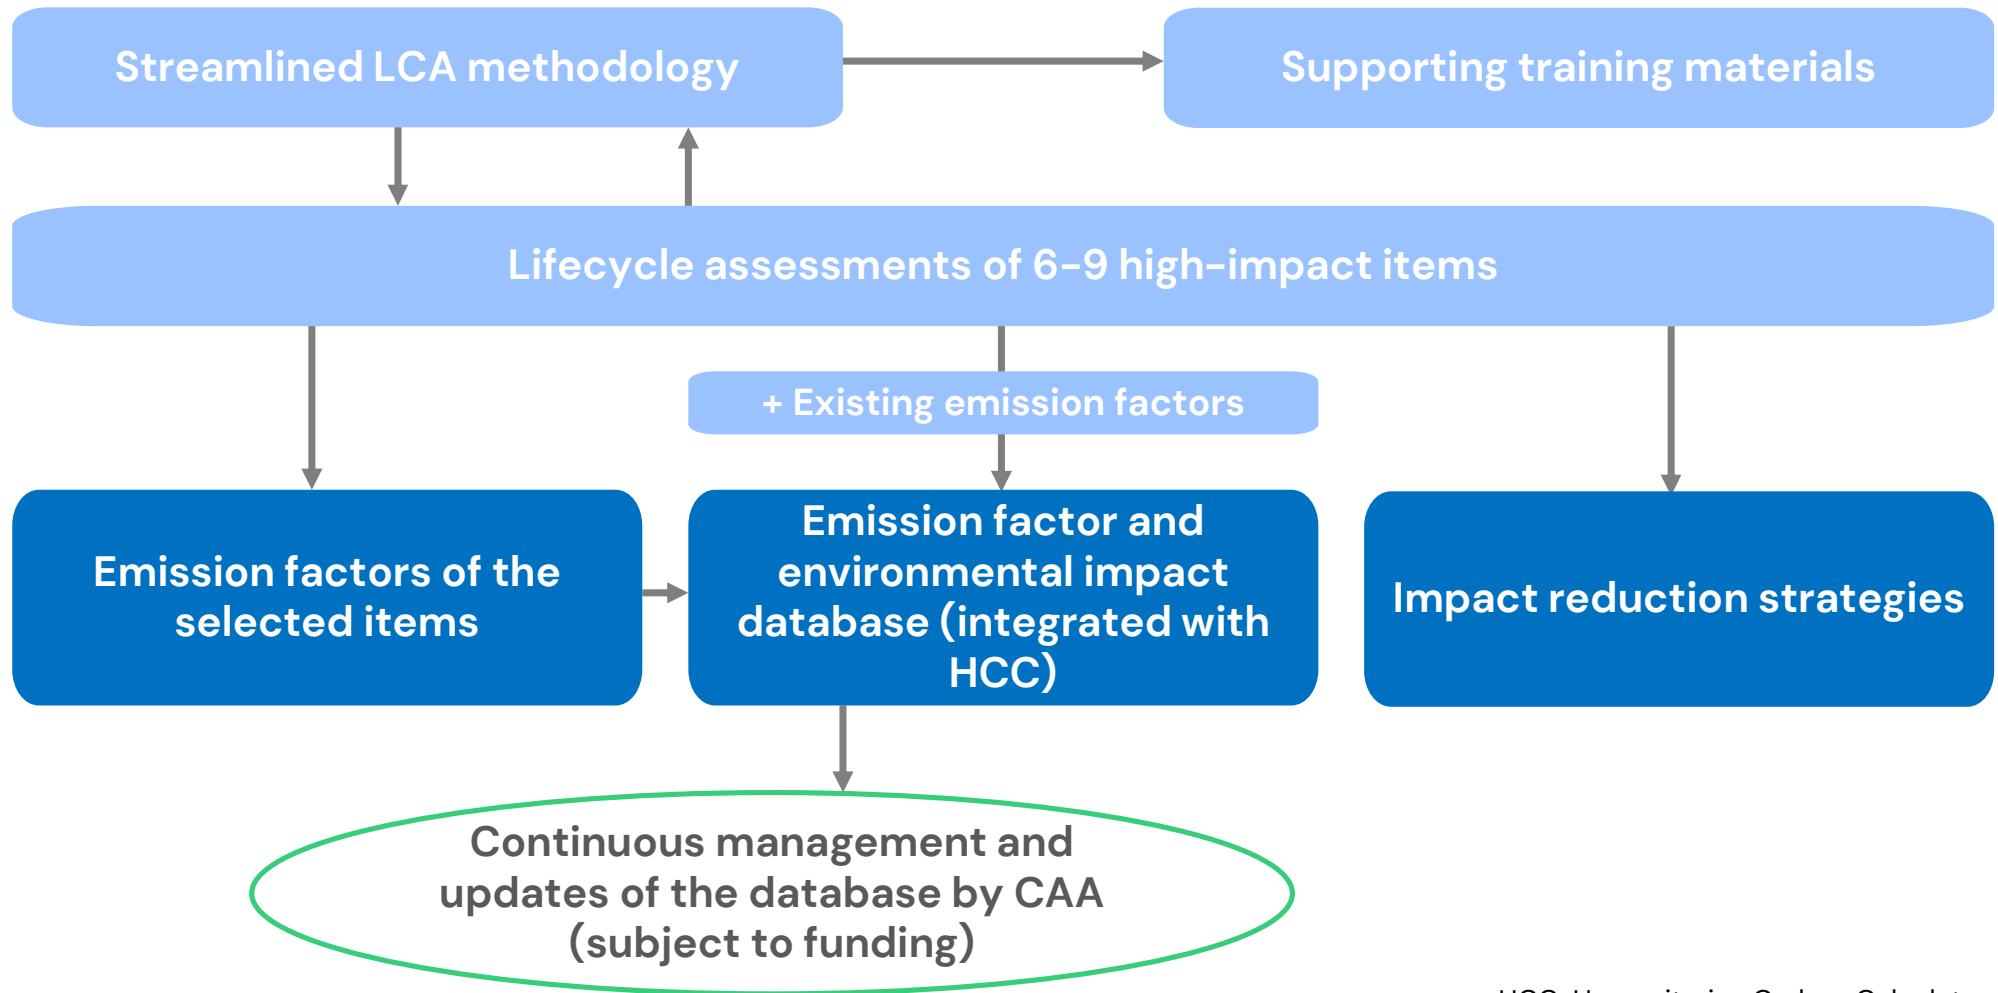 Streamlined LCA methodology
Supporting training materials
Lifecycle assessments of 6-9 high-impact items
+ Existing emission factors
Emission factors of the
selected items
Emission factor and
environmental impact
database (integrated with
HCC)
Impact reduction strategies
Continuous management and
updates of the database by CAA
(subject to funding)